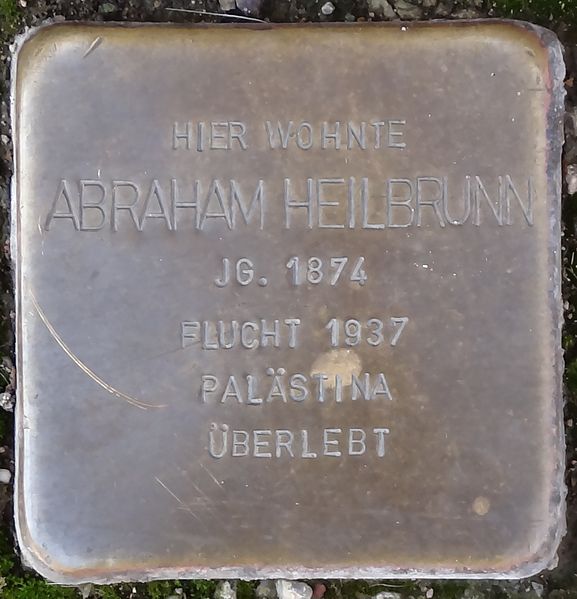 HIER WOHNTE
ABRAHAM HEILBRUNN
JG. 1874
FLUCHT 1937
PALÄSTINA
ÜBERLEBT